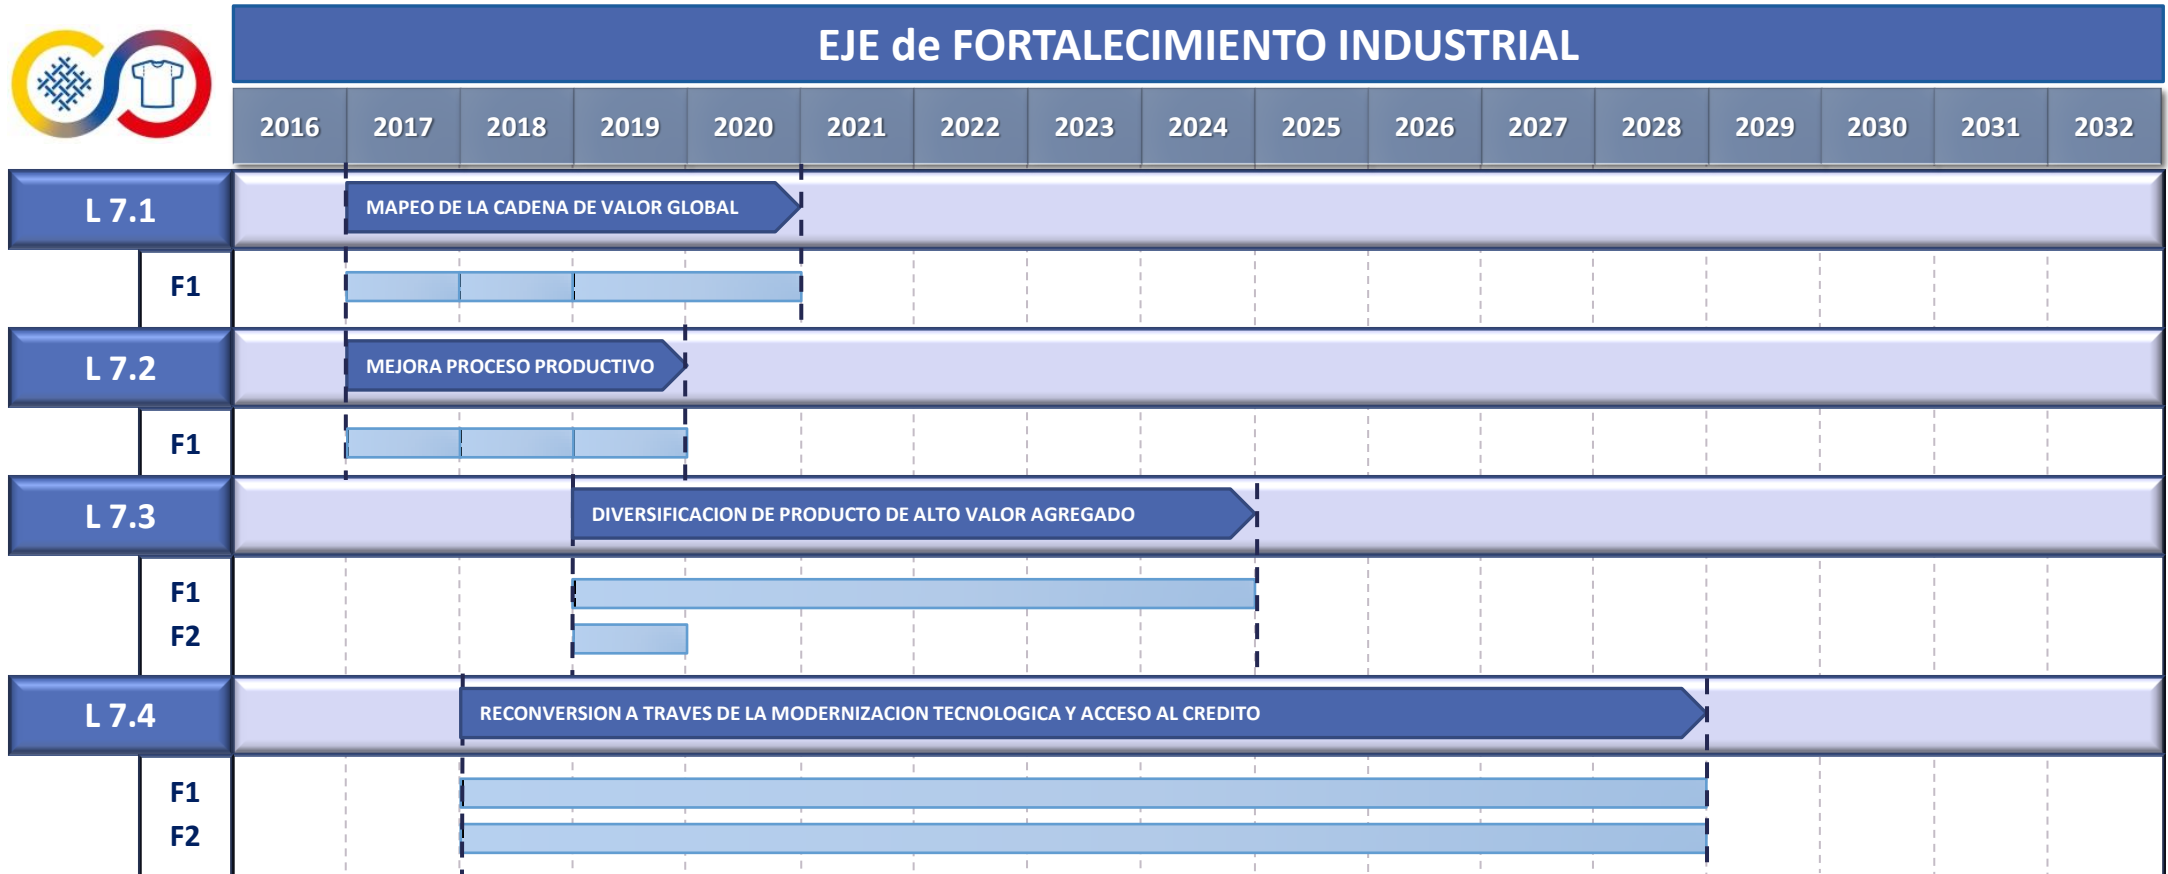 EJE de FORTALECIMIENTO INDUSTRIAL
2016 2017 2018 2019 2020 2021 2022 2023 2024 2025 2026 2027 2028 2029 2030 2031 2032
L 7.1 MAPEO DE LA CADENA DE VALOR GLOBAL
F1
L 7.2 MEJORA PROCESO PRODUCTIVO
F1
L 7.3 DIVERSIFICACION DE PRODUCTO DE ALTO VALOR AGREGADO
F1
F2
L 7.4 RECONVERSION A TRAVES DE LA MODERNIZACION TECNOLOGICA Y ACCESO AL CREDITO
F1
F2